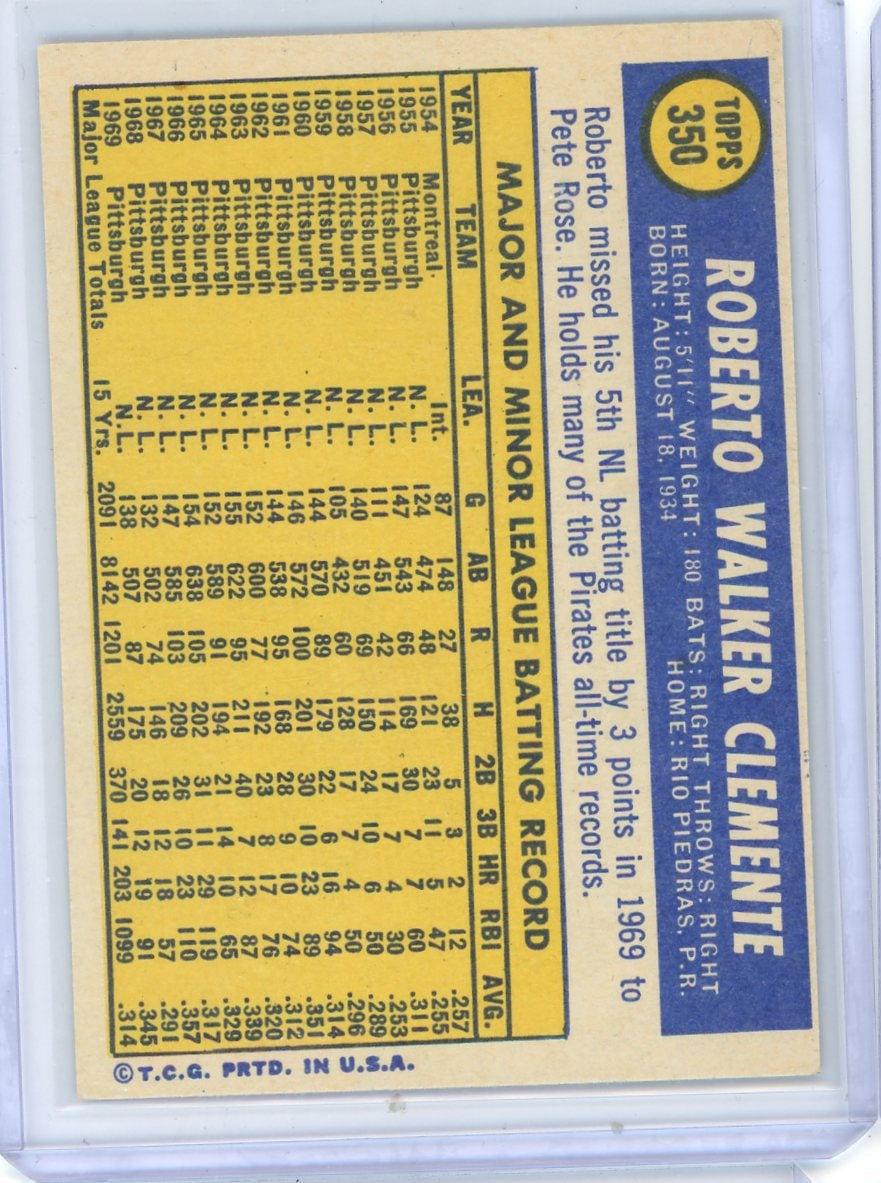 TOPPS
350
ROBERTO WALKER CLEMENTE
HEIGHT: 5'11" WEIGHT: 180 BATS: RIGHT THROWS: RIGHT
BORN: AUGUST 18, 1934 HOME: RIO PIEDRAS, P.R.
Roberto missed his 5th NL batting title by 3 points in 1969 to
Pete Rose. He holds many of the Pirates all-time records.
MAJOR AND MINOR LEAGUE BATTING RECORD
YEAR TEAM LEA. G AB R H 2B 3B HR RBI AVG.
1954 Montreal Int. 87 148 27 38 5 3 2 12 .257
1955 Pittsburgh N. L. 124 474 48 121 23 11 5 47 .255
1956 Pittsburgh N. L. 147 543 66 169 30 7 7 60 .311
1957 Pittsburgh N. L. 111 451 42 114 17 7 4 30 .253
1958 Pittsburgh N. L. 140 519 69 150 24 10 6 50 .289
1959 Pittsburgh N. L. 105 432 60 128 17 7 4 50 .296
1960 Pittsburgh N. L. 144 570 89 179 22 6 16 94 .314
1961 Pittsburgh N. L. 146 572 100 201 30 10 23 89 .351
1962 Pittsburgh N. L. 144 538 95 168 28 9 10 74 .312
1963 Pittsburgh N. L. 152 600 77 192 23 8 17 76 .320
1964 Pittsburgh N. L. 155 622 95 211 40 7 12 87 .339
1965 Pittsburgh N. L. 152 589 91 194 21 14 10 65 .329
1966 Pittsburgh N. L. 154 638 105 202 31 11 29 119 .317
1967 Pittsburgh N. L. 147 585 103 209 26 10 23 110 .357
1968 Pittsburgh N. L. 132 502 74 146 18 12 18 57 .291
1969 Pittsburgh N. L. 138 507 87 175 20 12 19 91 .345
Major League Totals 15 Yrs. 2091 8142 1201 2559 370 141 203 1099 .314
© T.C.G. PRTD. IN U.S.A.